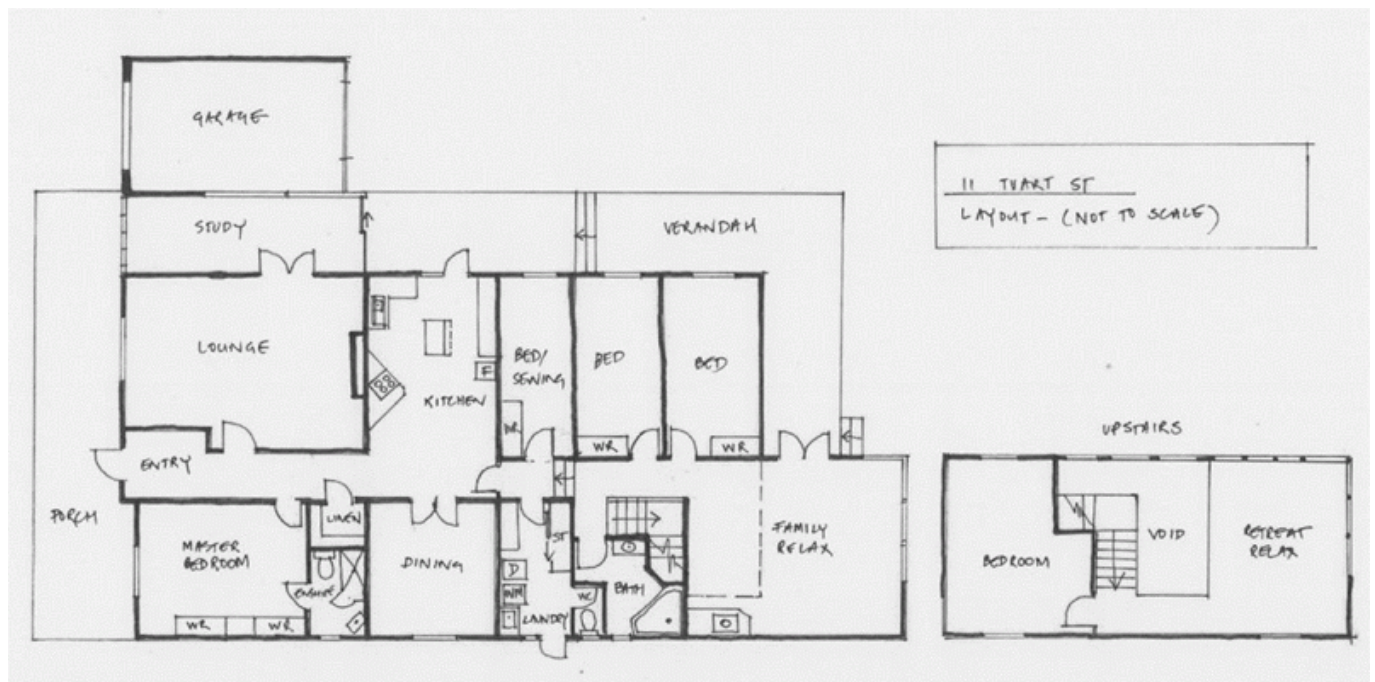 GARAGE
11 TUART ST
LAYOUT - (NOT TO SCALE)
STUDY
VERANDAH
LOUNGE
BED/
SEWING
BED
BED
F
KITCHEN
WR
WR
WR
UPSTAIRS
ENTRY
PORCH
LINEN
MASTER
BEDROOM
DINING
ST
FAMILY
RELAX
VOID
RETREAT
RELAX
BEDROOM
D
ENSUITE
WM
WC
BATH
LANDRY
WR
WR